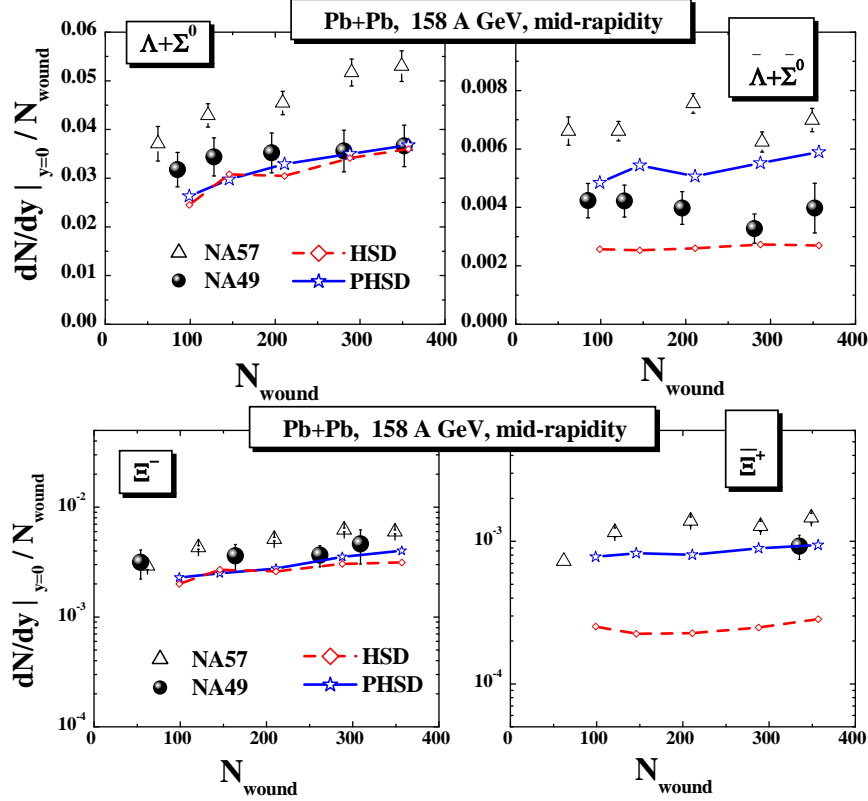 Pb+Pb, 158 A GeV, mid-rapidity
Λ+Σ⁰
Λ̄+Σ̄⁰
0.06
0.05
0.04
0.03
0.02
0.01
0.00
0.008
0.006
0.004
0.002
0.000
dN/dy |y=0 / Nwound
NA57
NA49
HSD
PHSD
0 100 200 300 400
0 100 200 300 400
Nwound
Nwound
Pb+Pb, 158 A GeV, mid-rapidity
Ξ⁻
Ξ̄⁺
10⁻²
10⁻³
10⁻⁴
10⁻³
10⁻⁴
dN/dy |y=0 / Nwound
NA57
NA49
HSD
PHSD
0 100 200 300 400
0 100 200 300 400
Nwound
Nwound